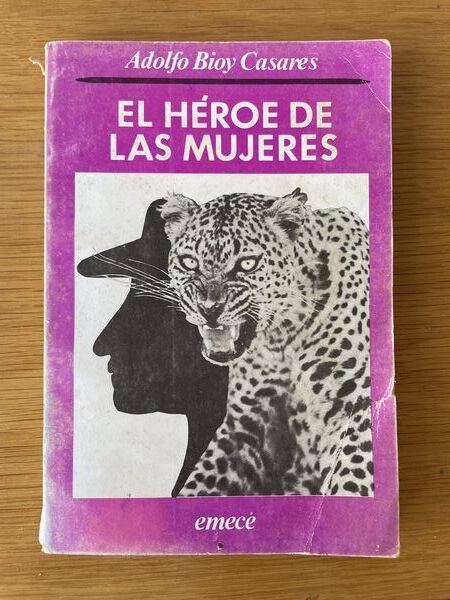 Adolfo Bioy Casares
EL HÉROE DE
LAS MUJERES
emecé